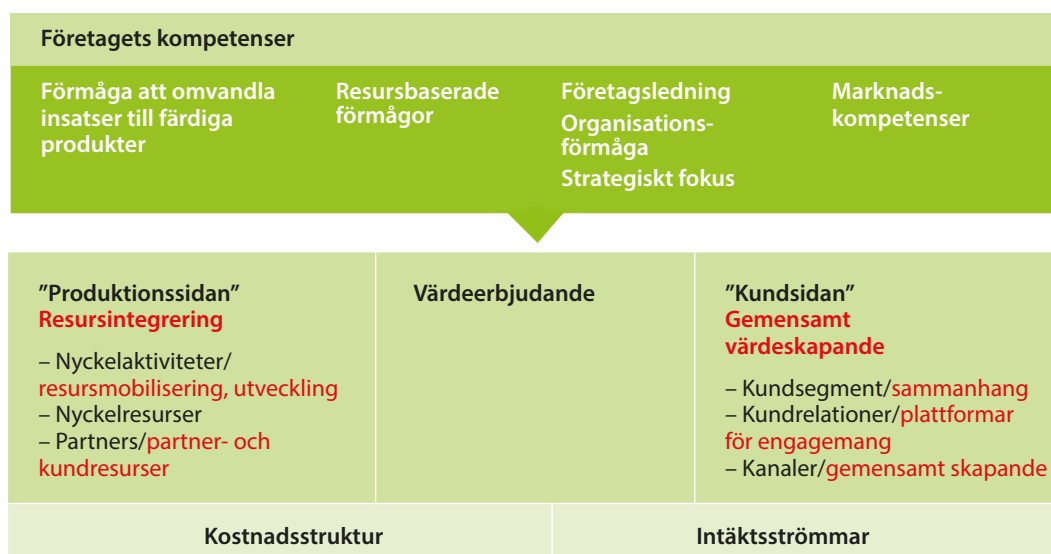 Företagets kompetenser
Förmåga att omvandla
insatser till färdiga
produkter
Resursbaserade
förmågor
Företagsledning
Organisations-
förmåga
Strategiskt fokus
Marknads-
kompetenser
”Produktionssidan”
Resursintegrering
– Nyckelaktiviteter/
resursmobilisering, utveckling
– Nyckelresurser
– Partners/partner- och
kundresurser
Värdeerbjudande
”Kundsidan”
Gemensamt
värdeskapande
– Kundsegment/sammanhang
– Kundrelationer/plattformar
för engagemang
– Kanaler/gemensamt skapande
Kostnadsstruktur
Intäktsströmmar